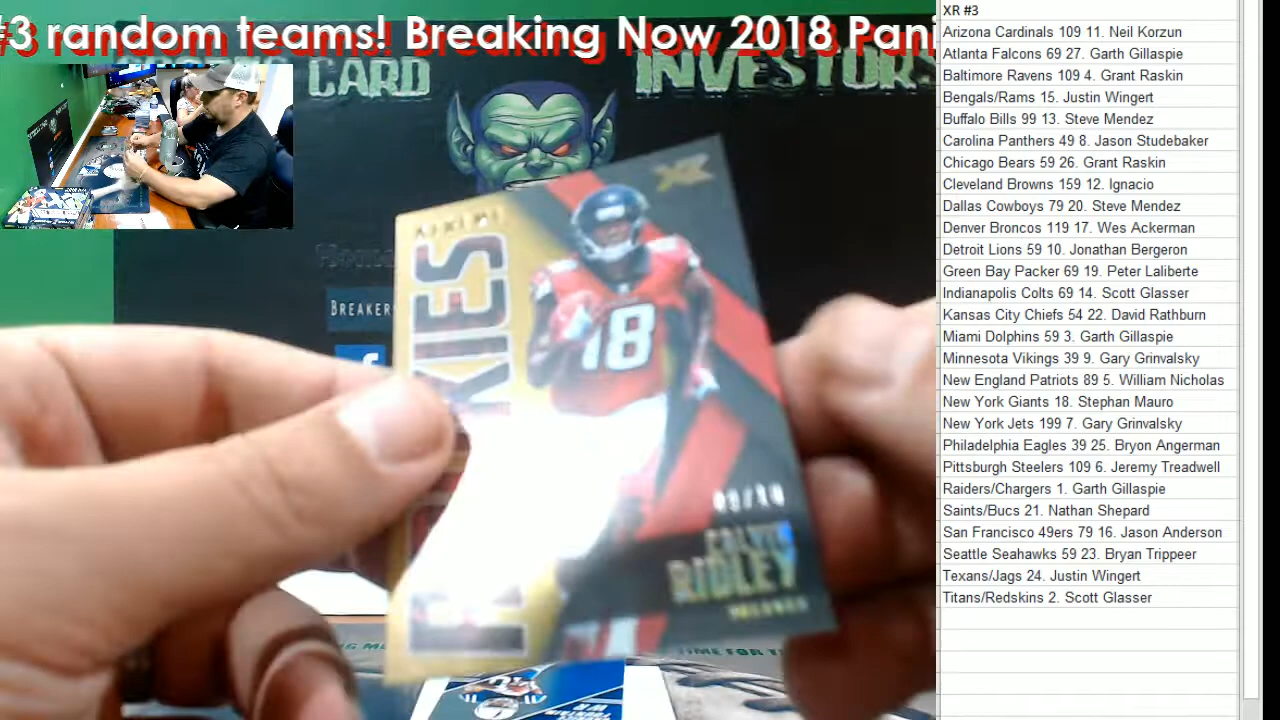 #3 random teams! Breaking Now 2018 Pani
CARD INVESTORS
BREAKER
XR
18
CALVIN
RIDLEY
FALCONS
XR #3
Arizona Cardinals 109 11. Neil Korzun
Atlanta Falcons 69 27. Garth Gillaspie
Baltimore Ravens 109 4. Grant Raskin
Bengals/Rams 15. Justin Wingert
Buffalo Bills 99 13. Steve Mendez
Carolina Panthers 49 8. Jason Studebaker
Chicago Bears 59 26. Grant Raskin
Cleveland Browns 159 12. Ignacio
Dallas Cowboys 79 20. Steve Mendez
Denver Broncos 119 17. Wes Ackerman
Detroit Lions 59 10. Jonathan Bergeron
Green Bay Packer 69 19. Peter Laliberte
Indianapolis Colts 69 14. Scott Glasser
Kansas City Chiefs 54 22. David Rathburn
Miami Dolphins 59 3. Garth Gillaspie
Minnesota Vikings 39 9. Gary Grinvalsky
New England Patriots 89 5. William Nicholas
New York Giants 18. Stephan Mauro
New York Jets 199 7. Gary Grinvalsky
Philadelphia Eagles 39 25. Bryon Angerman
Pittsburgh Steelers 109 6. Jeremy Treadwell
Raiders/Chargers 1. Garth Gillaspie
Saints/Bucs 21. Nathan Shepard
San Francisco 49ers 79 16. Jason Anderson
Seattle Seahawks 59 23. Bryan Trippeer
Texans/Jags 24. Justin Wingert
Titans/Redskins 2. Scott Glasser